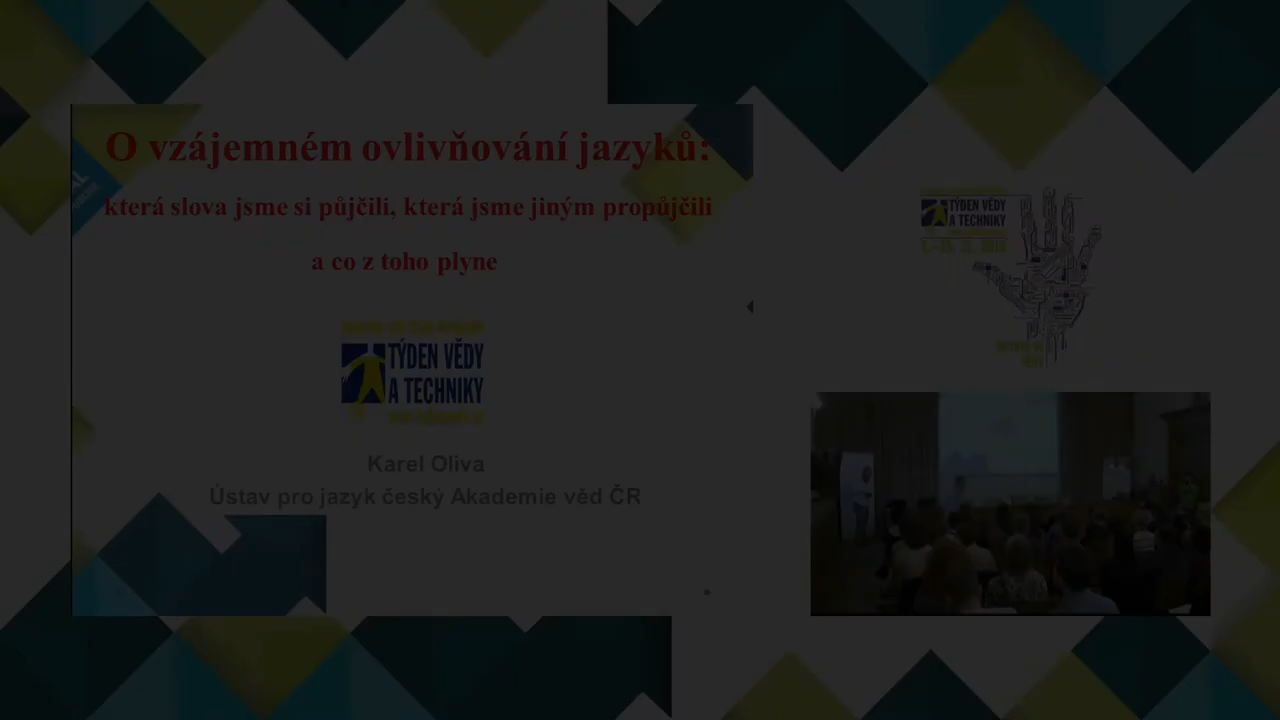 O vzájemném ovlivňování jazyků:
která slova jsme si půjčili, která jsme jiným propůjčili
a co z toho plyne
TÝDEN VĚDY
A TECHNIKY
Karel Oliva
Ústav pro jazyk český Akademie věd ČR
TÝDEN VĚDY
A TECHNIKY